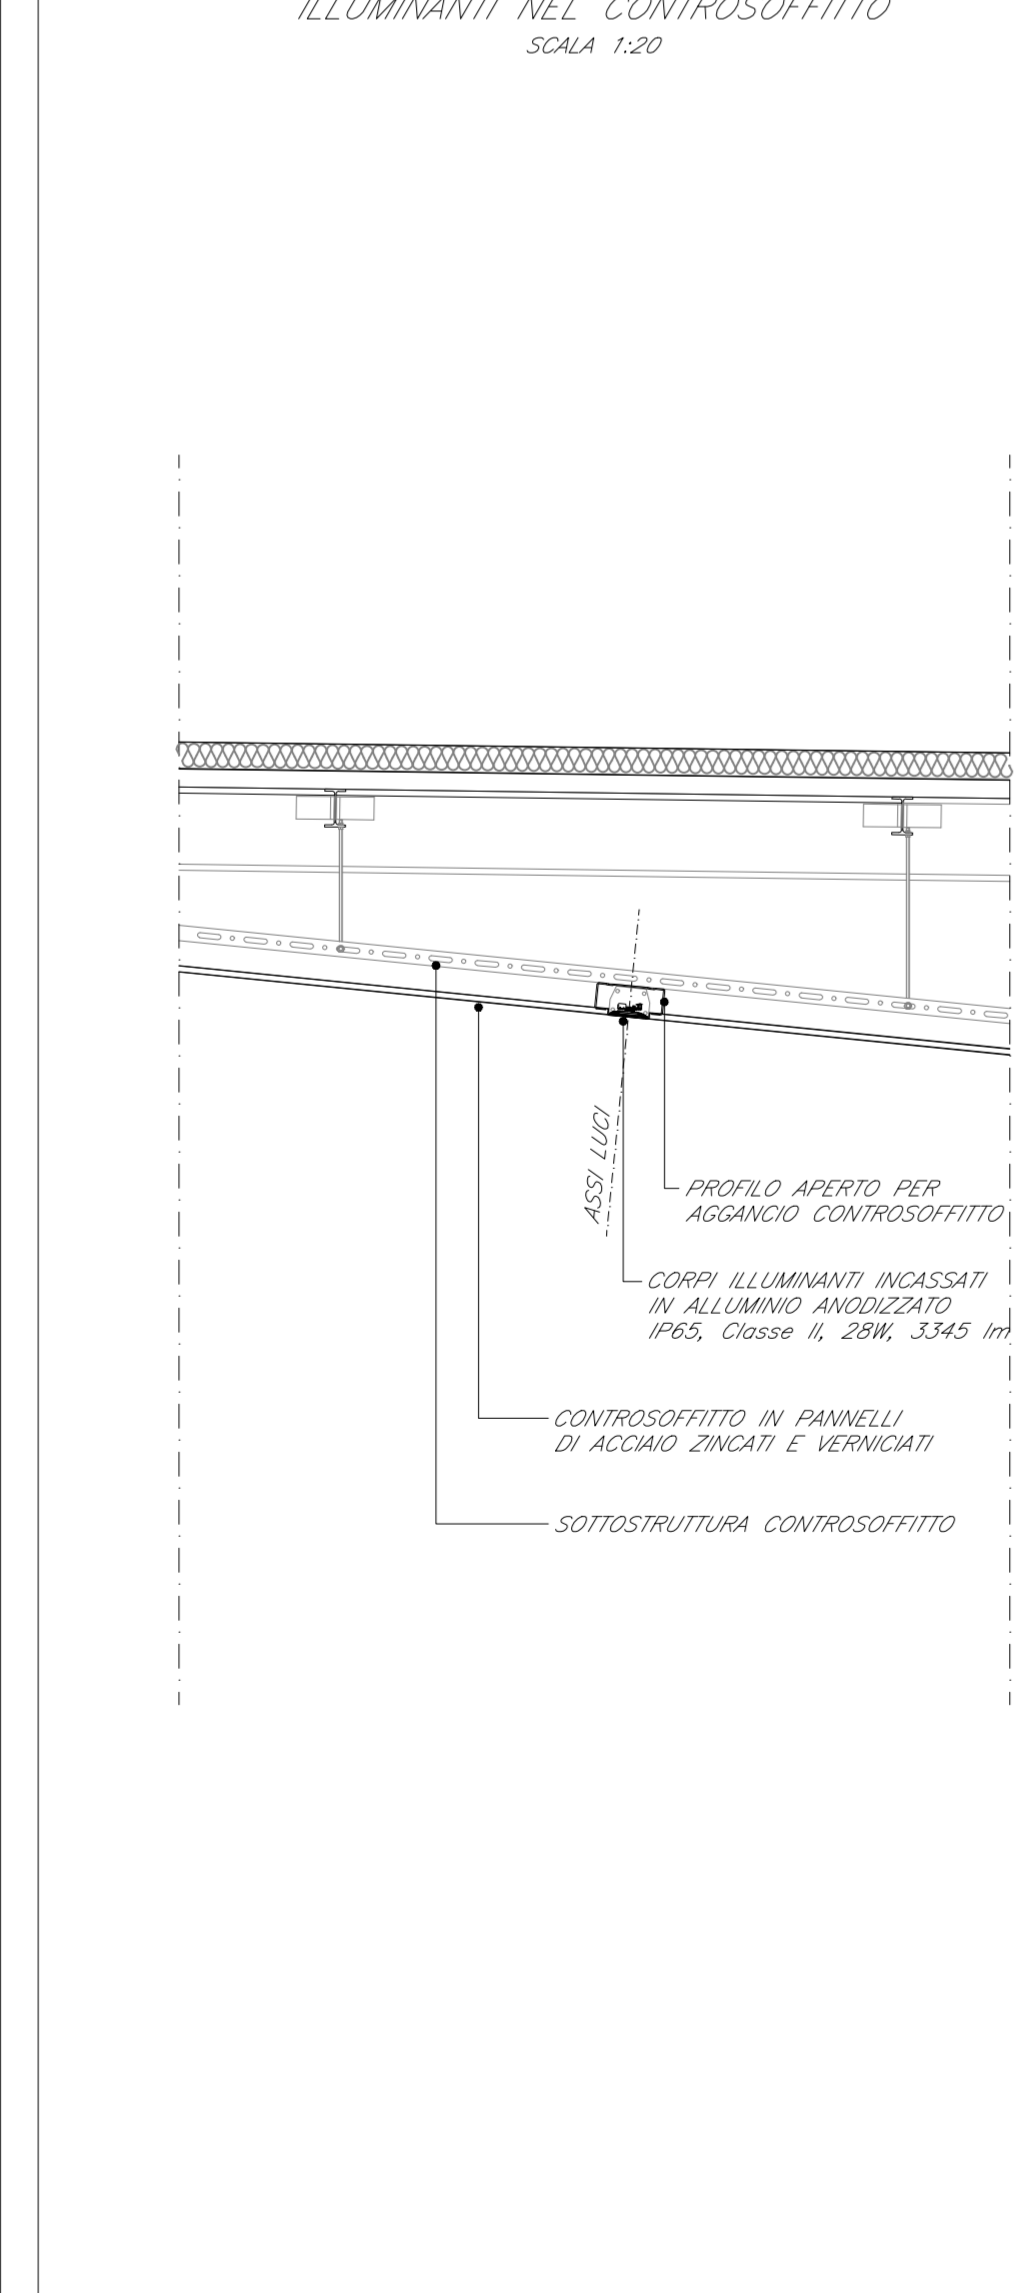 ILLUMINANTI NEL CONTROSOFFITTO
SCALA 1:20
ASSI LUCI
PROFILO APERTO PER
AGGANCIO CONTROSOFFITTO
CORPI ILLUMINANTI INCASSATI
IN ALLUMINIO ANODIZZATO
IP65, Classe II, 28W, 3345 lm
CONTROSOFFITTO IN PANNELLI
DI ACCIAIO ZINCATI E VERNICIATI
SOTTOSTRUTTURA CONTROSOFFITTO